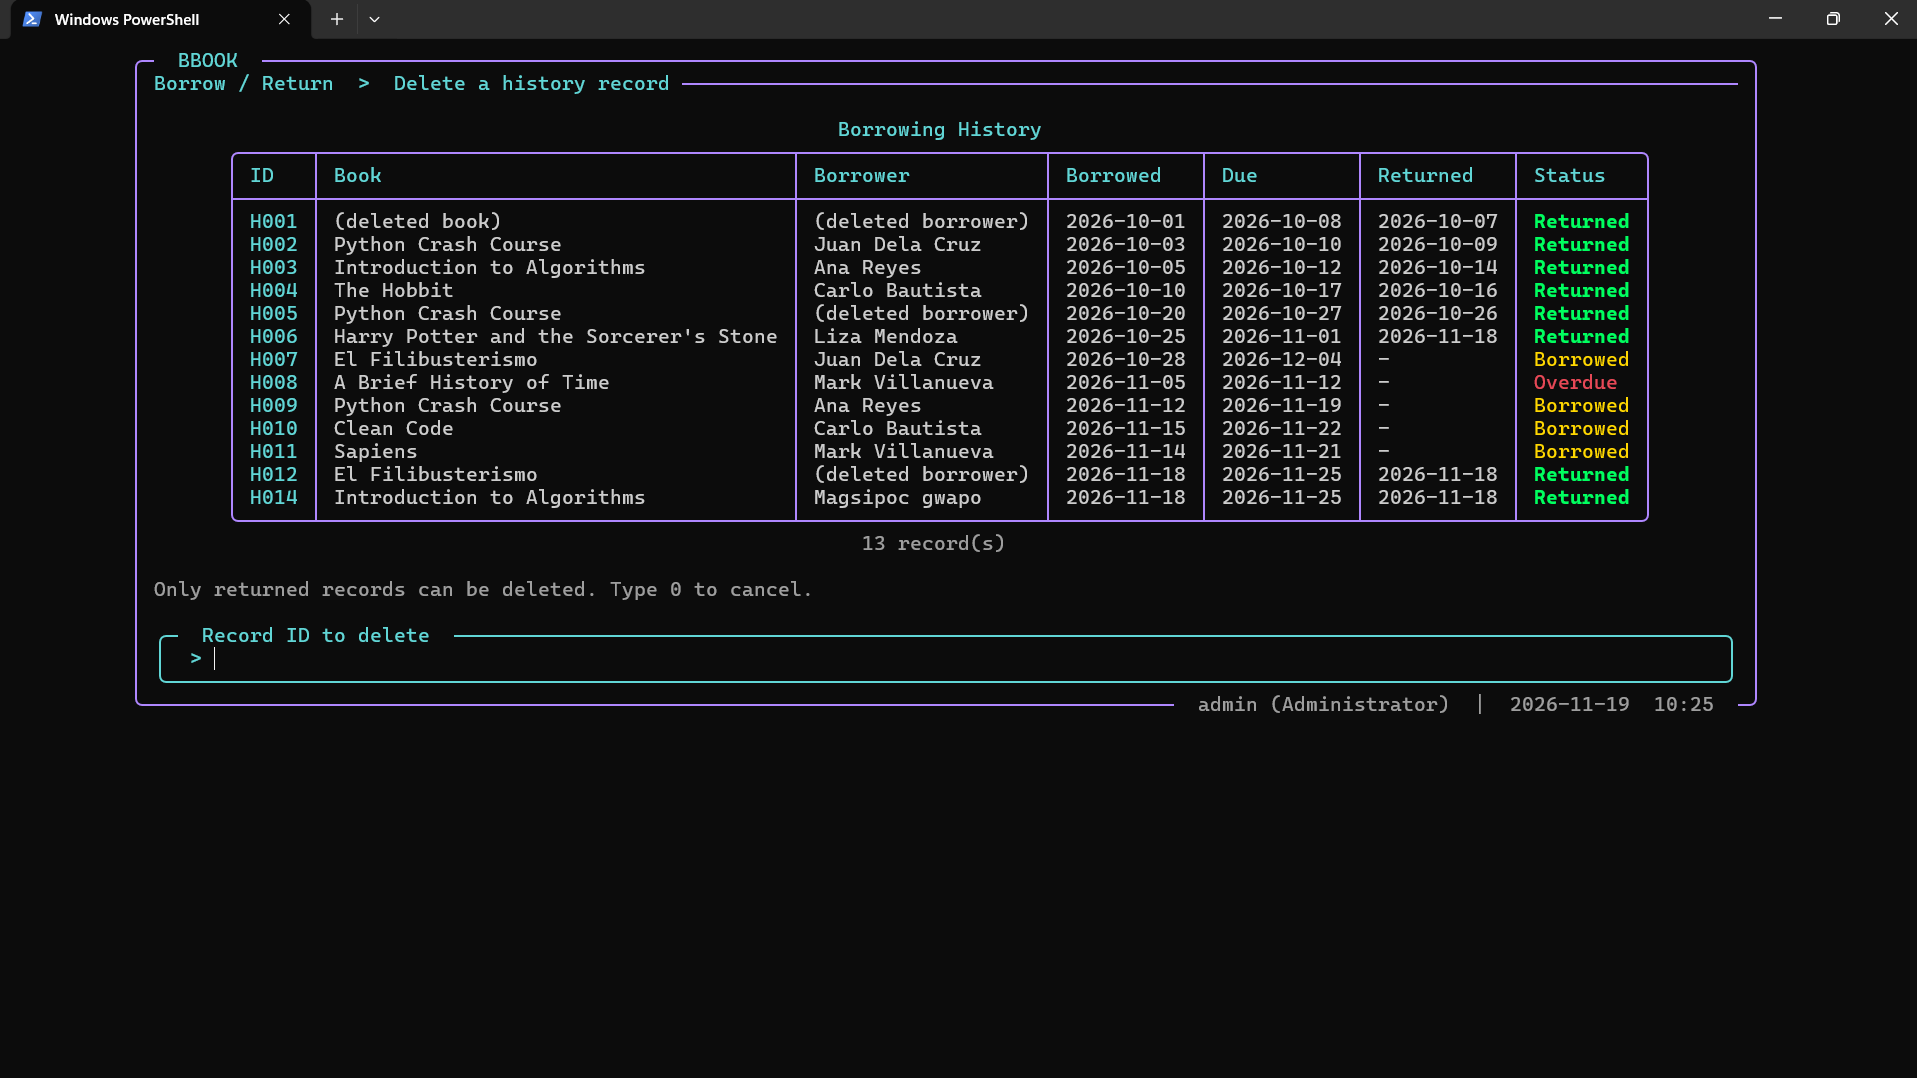 Windows PowerShell
BBOOK
Borrow / Return > Delete a history record
Borrowing History
ID Book Borrower Borrowed Due Returned Status
H001 (deleted book) (deleted borrower) 2026-10-01 2026-10-08 2026-10-07 Returned
H002 Python Crash Course Juan Dela Cruz 2026-10-03 2026-10-10 2026-10-09 Returned
H003 Introduction to Algorithms Ana Reyes 2026-10-05 2026-10-12 2026-10-14 Returned
H004 The Hobbit Carlo Bautista 2026-10-10 2026-10-17 2026-10-16 Returned
H005 Python Crash Course (deleted borrower) 2026-10-20 2026-10-27 2026-10-26 Returned
H006 Harry Potter and the Sorcerer's Stone Liza Mendoza 2026-10-25 2026-11-01 2026-11-18 Returned
H007 El Filibusterismo Juan Dela Cruz 2026-10-28 2026-12-04 - Borrowed
H008 A Brief History of Time Mark Villanueva 2026-11-05 2026-11-12 - Overdue
H009 Python Crash Course Ana Reyes 2026-11-12 2026-11-19 - Borrowed
H010 Clean Code Carlo Bautista 2026-11-15 2026-11-22 - Borrowed
H011 Sapiens Mark Villanueva 2026-11-14 2026-11-21 - Borrowed
H012 El Filibusterismo (deleted borrower) 2026-11-18 2026-11-25 2026-11-18 Returned
H014 Introduction to Algorithms Magsipoc gwapo 2026-11-18 2026-11-25 2026-11-18 Returned
13 record(s)
Only returned records can be deleted. Type 0 to cancel.
Record ID to delete
>
admin (Administrator) | 2026-11-19 10:25